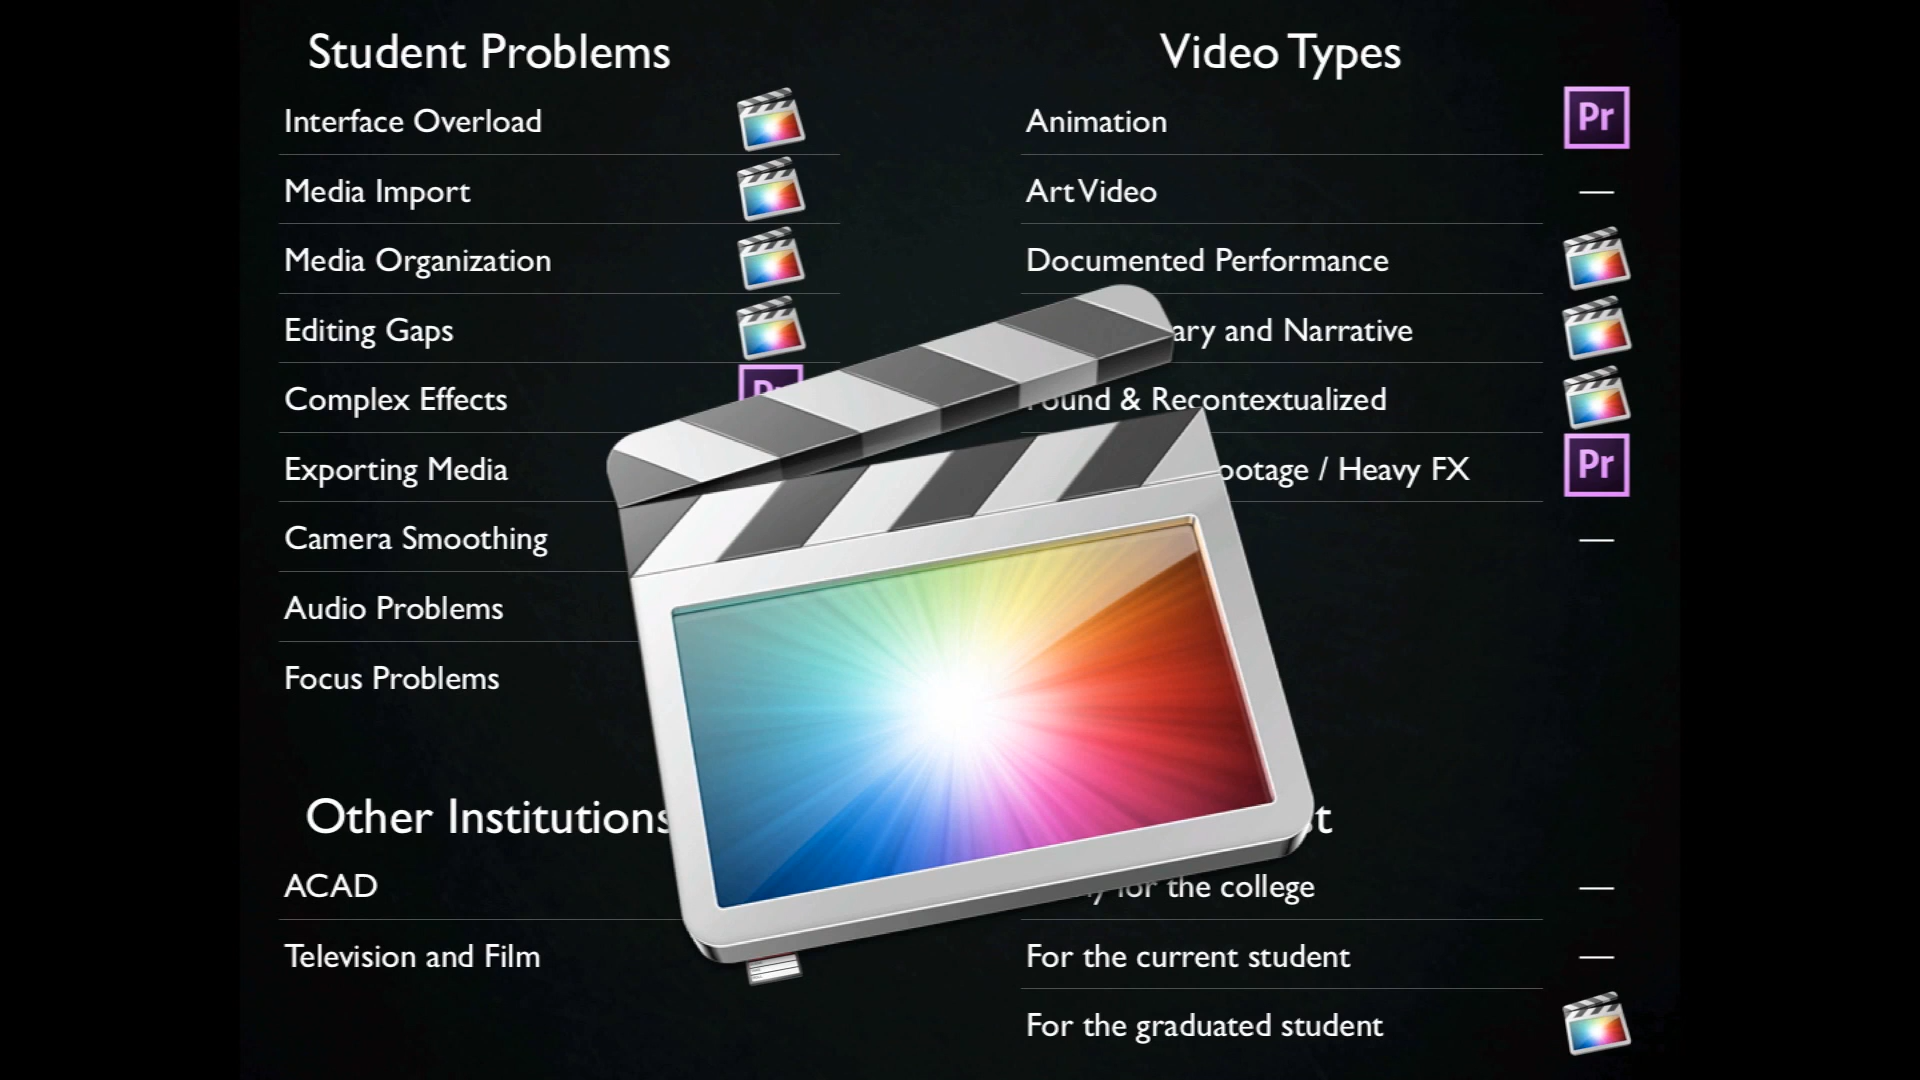 Student Problems
Interface Overload
Media Import
Media Organization
Editing Gaps
Complex Effects
Exporting Media
Camera Smoothing
Audio Problems
Focus Problems
Video Types
Animation Pr
Art Video —
Documented Performance
and Narrative
& Recontextualized
/ Heavy FX Pr
—
Other Institutions
ACAD
Television and Film
for the college —
For the current student —
For the graduated student